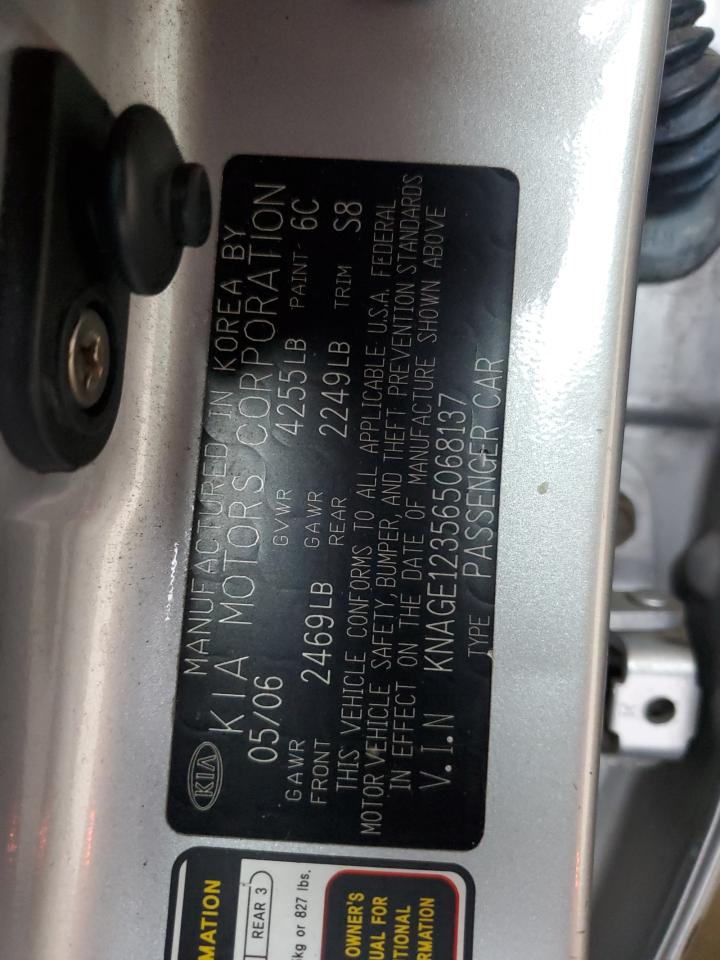 KIA
MANUFACTURED IN KOREA BY
KIA MOTORS CORPORATION
05/06 GVWR 4255LB PAINT- 6C
GAWR FRONT 2469LB GAWR REAR 2249LB TRIM S8
THIS VEHICLE CONFORMS TO ALL APPLICABLE U.S.A. FEDERAL
MOTOR VEHICLE SAFETY, BUMPER, AND THEFT PREVENTION STANDARDS
IN EFFECT ON THE DATE OF MANUFACTURE SHOWN ABOVE
V.I.N KNAGE123565068137
TYPE PASSENGER CAR
MATION
REAR 3
kg or 827 lbs.
OWNER'S
UAL FOR
TIONAL
RMATION